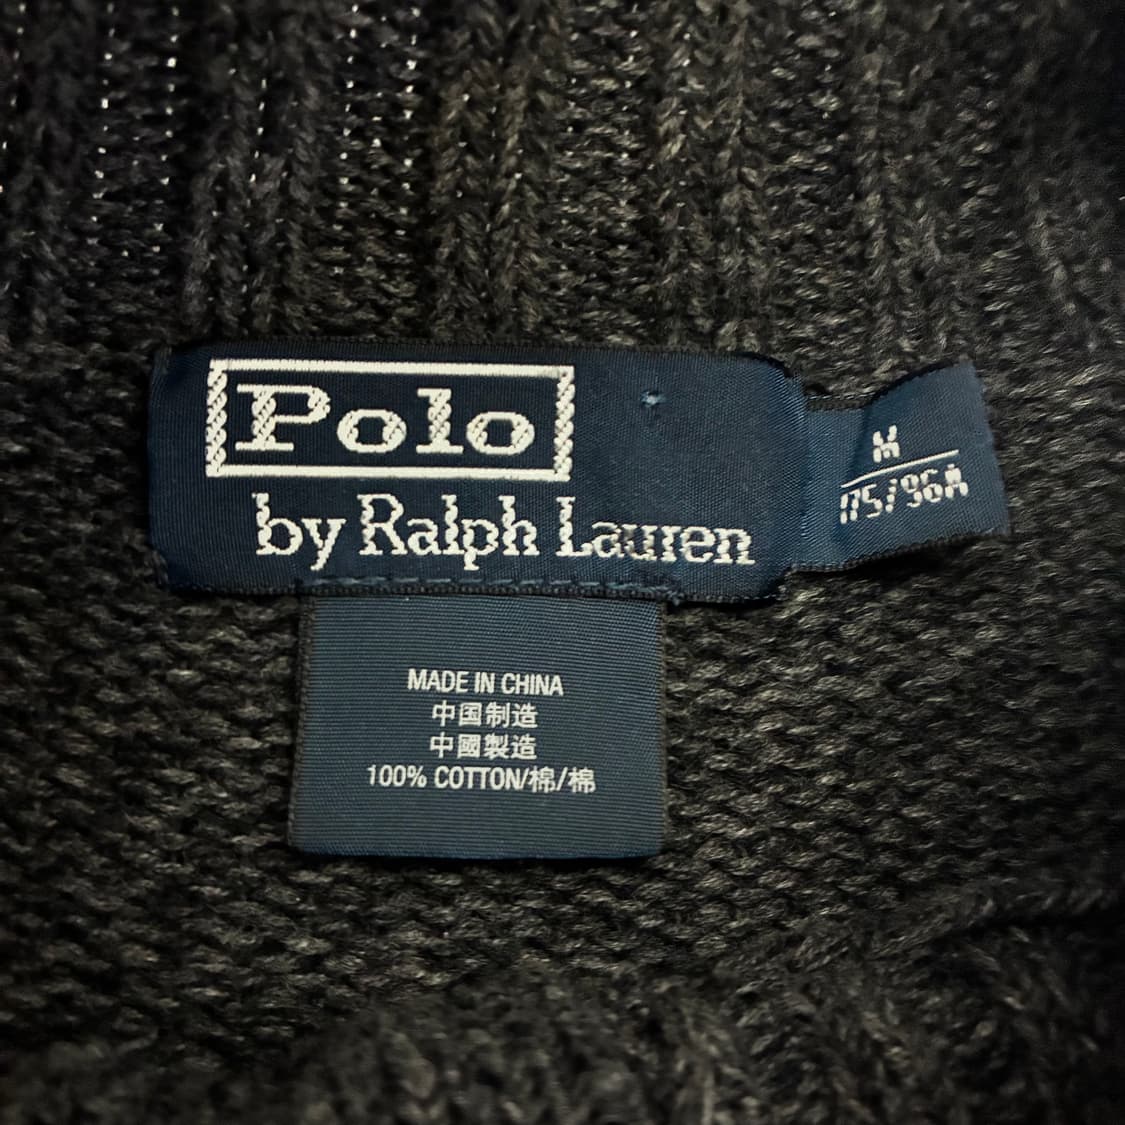 Polo
by Ralph Lauren
M
175/96A
MADE IN CHINA
中国制造
中國製造
100% COTTON/棉/棉